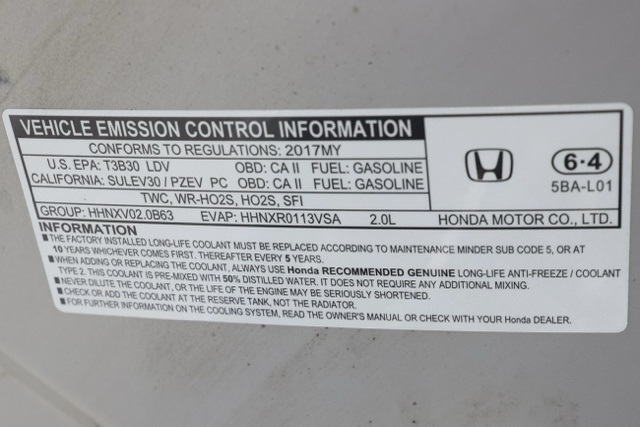 VEHICLE EMISSION CONTROL INFORMATION
CONFORMS TO REGULATIONS: 2017MY
U.S. EPA: T3B30 LDV OBD: CA II FUEL: GASOLINE
CALIFORNIA: SULEV30 / PZEV PC OBD: CA II FUEL: GASOLINE
TWC, WR-HO2S, HO2S, SFI
GROUP: HHNXV02.0B63 EVAP: HHNXR0113VSA 2.0L
6·4
5BA-L01
HONDA MOTOR CO., LTD.
INFORMATION
■ THE FACTORY INSTALLED LONG-LIFE COOLANT MUST BE REPLACED ACCORDING TO MAINTENANCE MINDER SUB CODE 5, OR AT
10 YEARS WHICHEVER COMES FIRST. THEREAFTER EVERY 5 YEARS.
■ WHEN ADDING OR REPLACING THE COOLANT, ALWAYS USE Honda RECOMMENDED GENUINE LONG-LIFE ANTI-FREEZE / COOLANT
TYPE 2. THIS COOLANT IS PRE-MIXED WITH 50% DISTILLED WATER. IT DOES NOT REQUIRE ANY ADDITIONAL MIXING.
■ NEVER DILUTE THE COOLANT, OR THE LIFE OF THE ENGINE MAY BE SERIOUSLY SHORTENED.
■ CHECK OR ADD THE COOLANT AT THE RESERVE TANK, NOT THE RADIATOR.
■ FOR FURTHER INFORMATION ON THE COOLING SYSTEM, READ THE OWNER'S MANUAL OR CHECK WITH YOUR Honda DEALER.